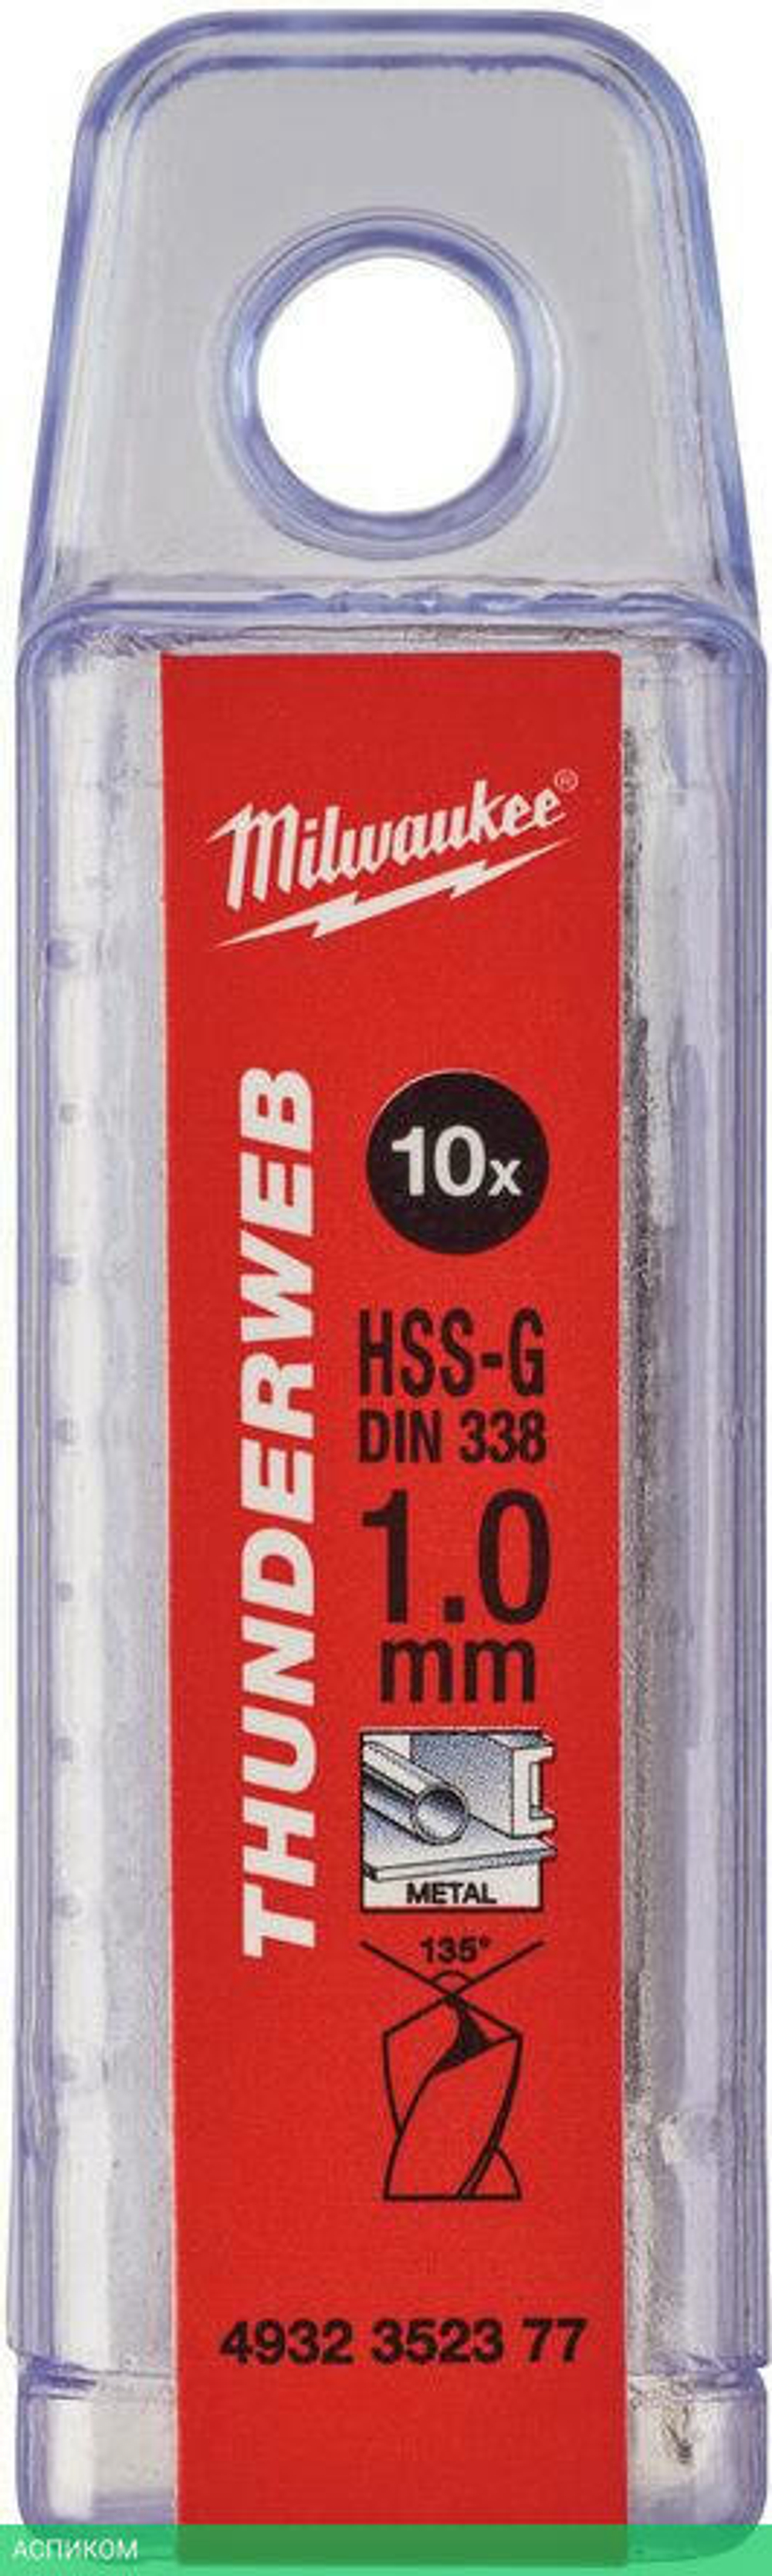 Milwaukee®
THUNDERWEB
10x
HSS-G
DIN 338
1.0
mm
METAL
135°
4932 3523 77
АСПИКОМ